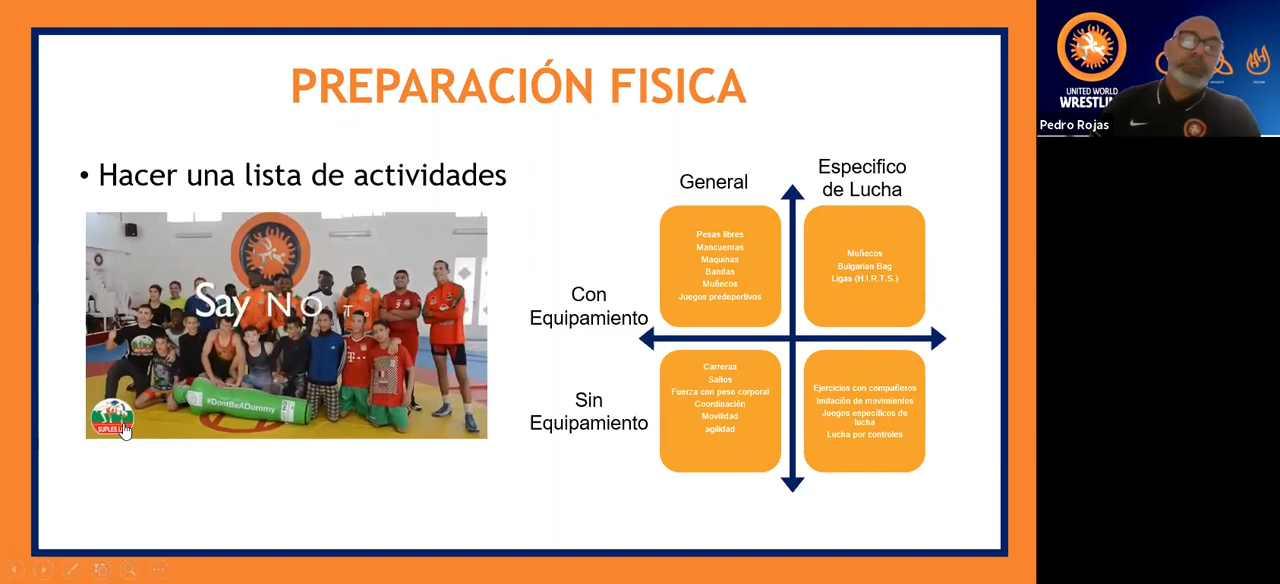 PREPARACIÓN FISICA
• Hacer una lista de actividades
Say No T.
#DontBeADummy
SUPLES
General
Especifico
de Lucha
Con
Equipamiento
Sin
Equipamiento
Pesas libres
Mancuernas
Maquinas
Bandas
Muñecos
Juegos predeportivos
Muñecos
Bulgarian Bag
Ligas (H.I.R.T.S.)
Carreras
Saltos
Fuerza con peso corporal
Coordinación
Movilidad
agilidad
Ejercicios con compañeros
Imitación de movimientos
Juegos específicos de
lucha
Lucha por controles
UNITED WORLD
WRESTLIN
Pedro Rojas